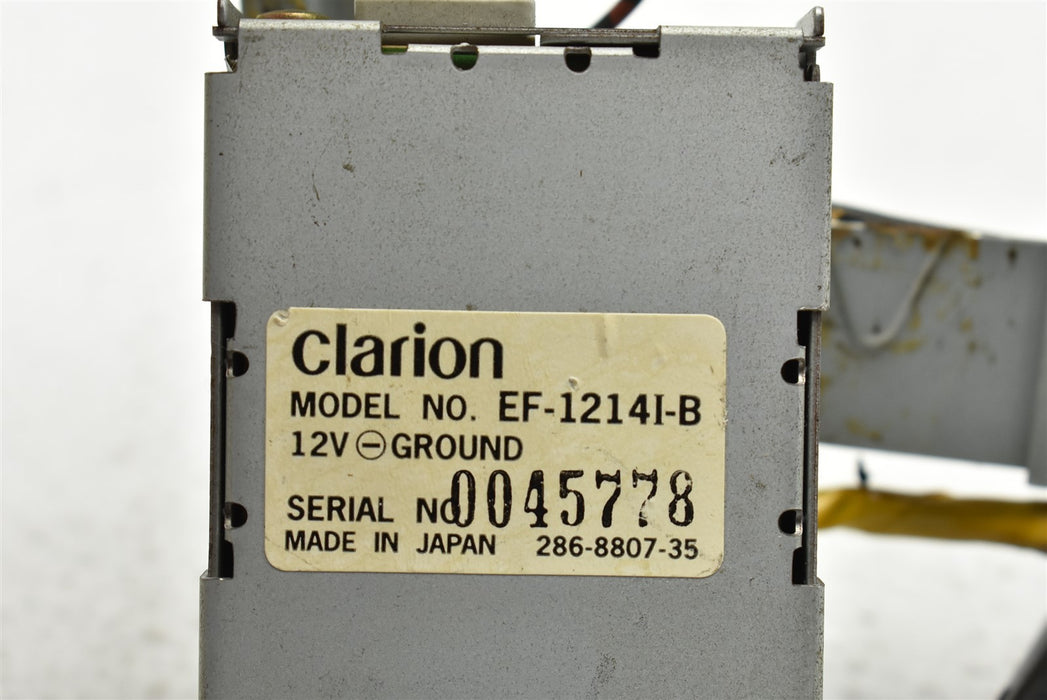 clarion
MODEL NO. EF-1214I-B
12V ⊖ GROUND
SERIAL NO 0045778
MADE IN JAPAN 286-8807-35